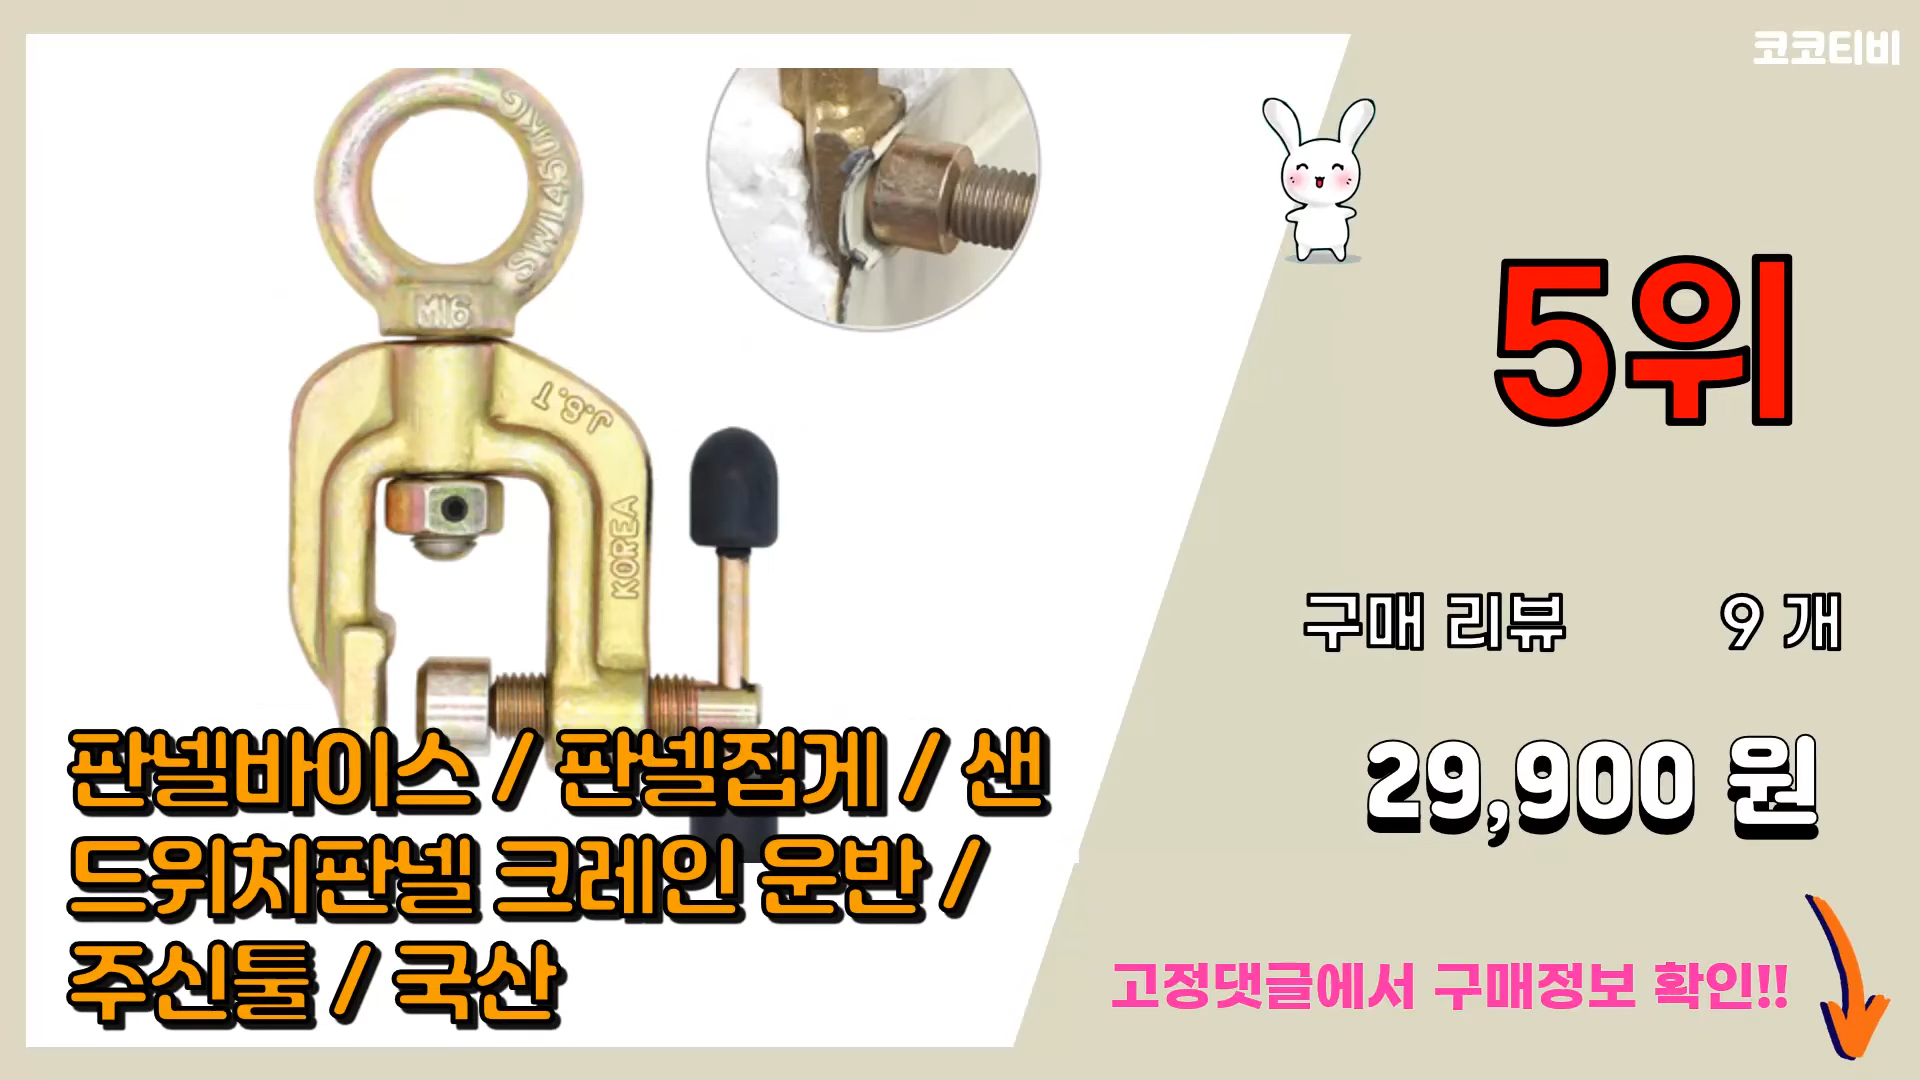 코코티비
SWL450KG
M16
J.S.T
KOREA
5위
구매 리뷰 9 개
29,900 원
판넬바이스 / 판넬집게 / 샌
드위치판넬 크레인 운반 /
주신툴 / 국산
고정댓글에서 구매정보 확인!!